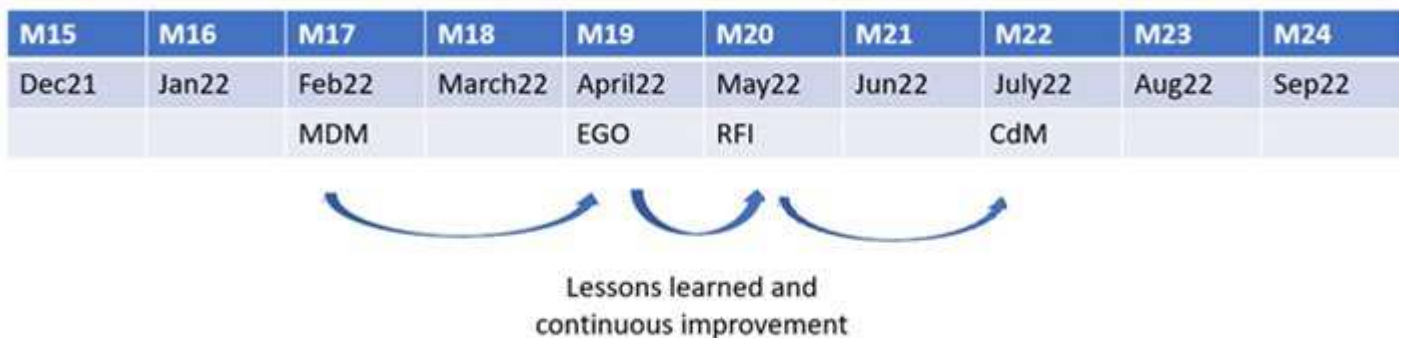 M15 M16 M17 M18 M19 M20 M21 M22 M23 M24
Dec21 Jan22 Feb22 March22 April22 May22 Jun22 July22 Aug22 Sep22
MDM EGO RFI CdM
Lessons learned and
continuous improvement